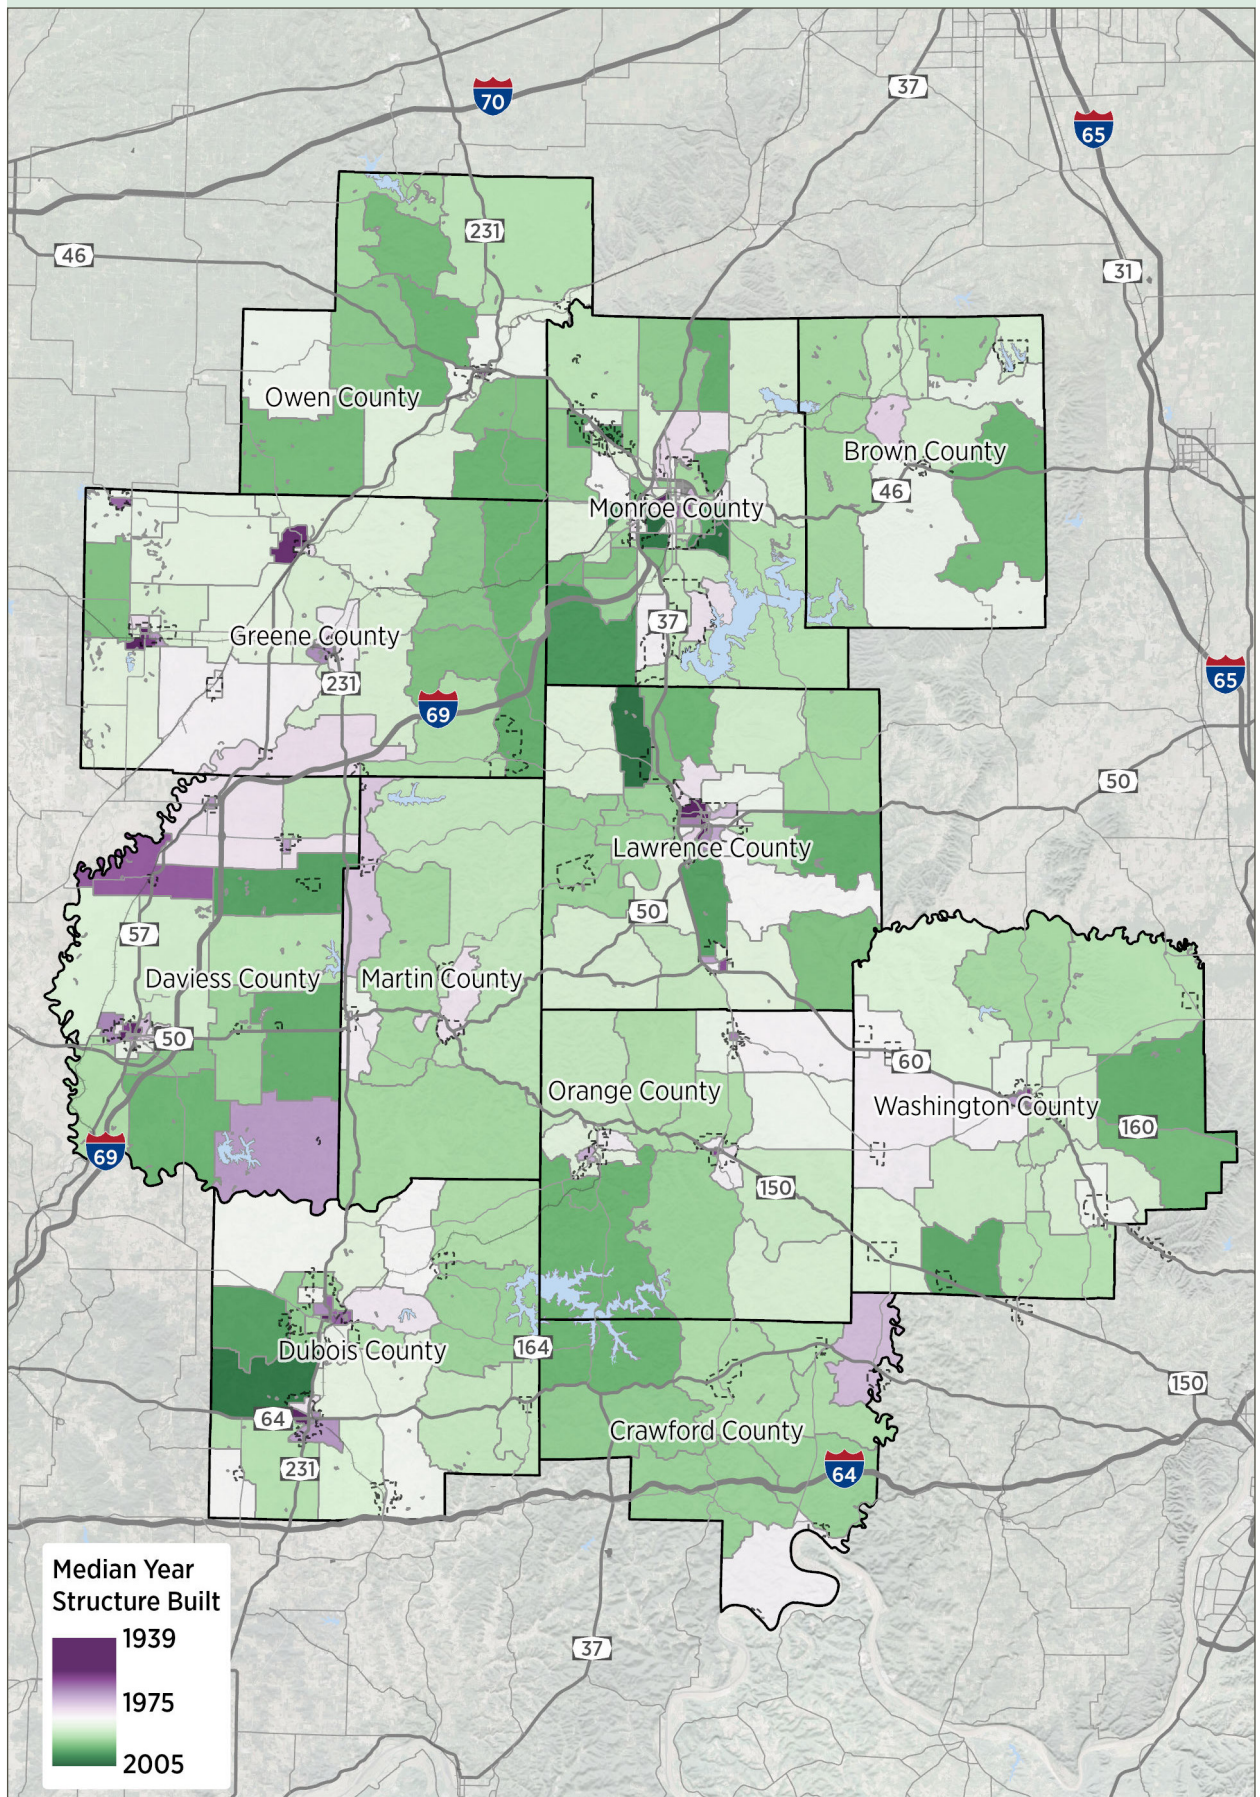 70
37
65
231
46
31
Owen County
Brown County
46
Monroe County
37
Greene County
231
65
69
50
Lawrence County
50
57
Daviess County
Martin County
50
60
Orange County
Washington County
160
69
150
164
Dubois County
150
64
Crawford County
231
64
Median Year
Structure Built
1939
1975
2005
37